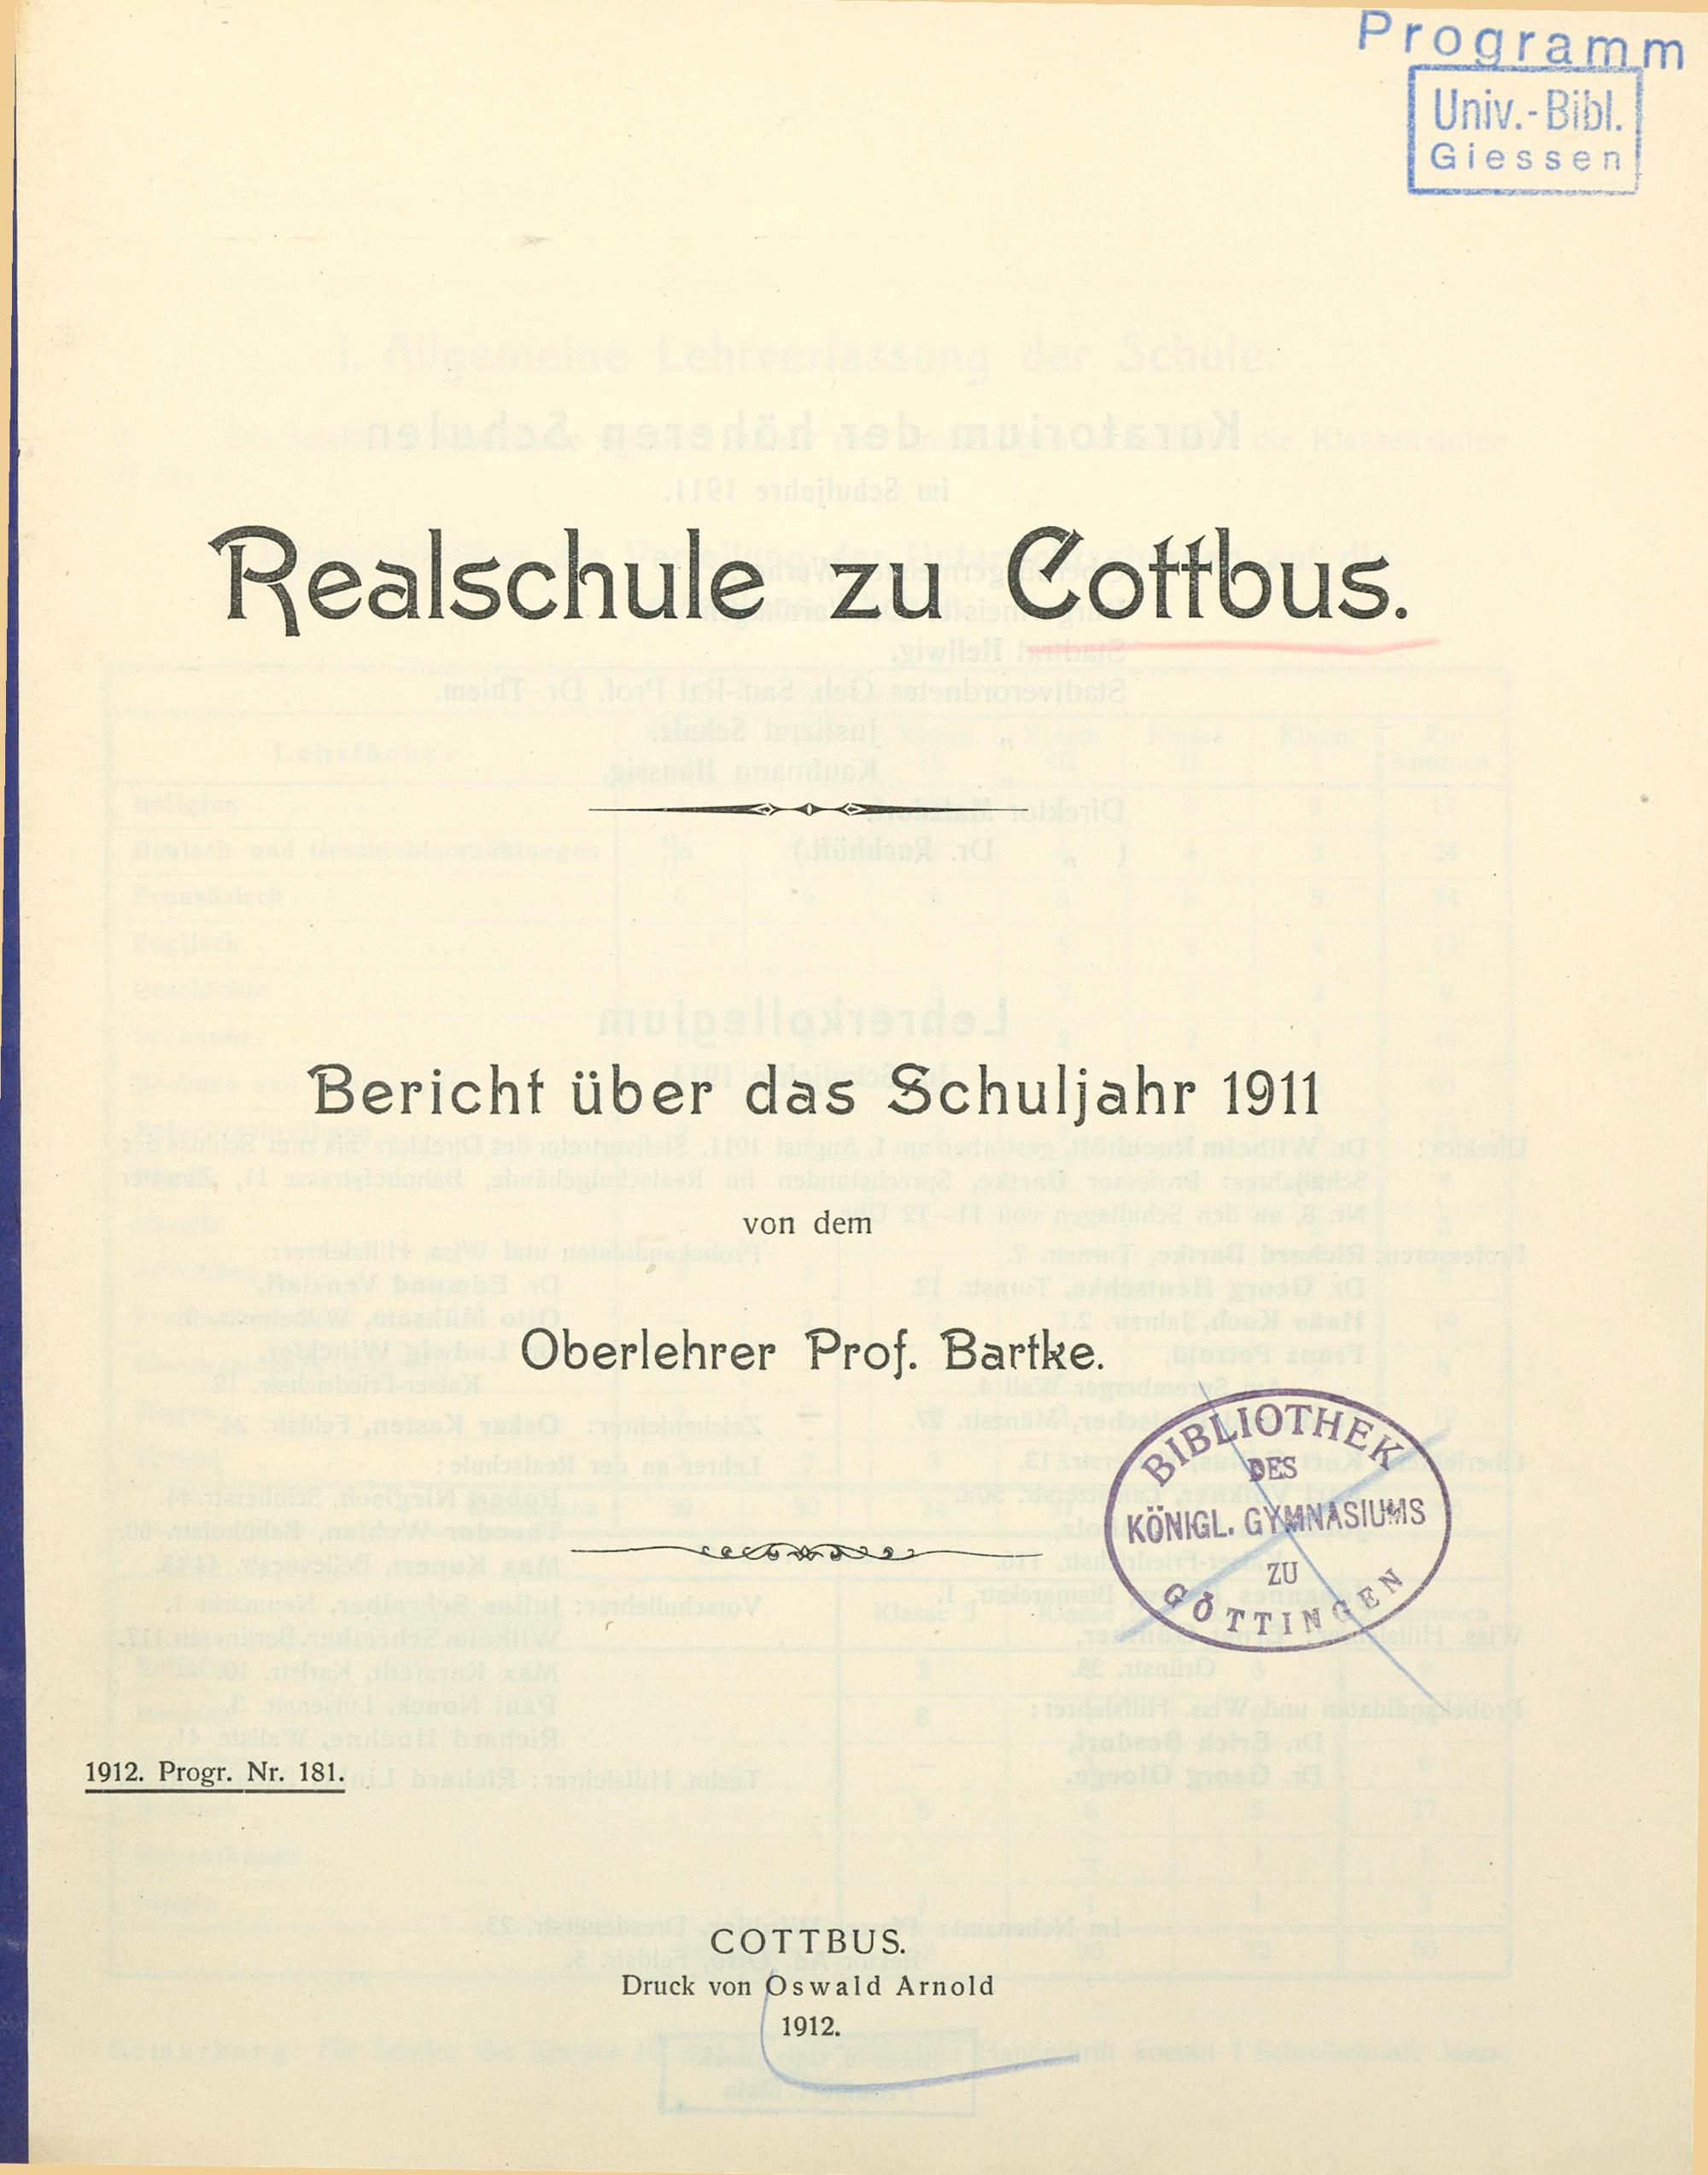 Programm
Univ.-Bibl.
Giessen
Realschule zu Cottbus.
Bericht über das Schuljahr 1911
von dem
Oberlehrer Prof. Bartke.
BIBLIOTHEK
DES
KÖNIGL. GYMNASIUMS
ZU
GÖTTINGEN
1912. Progr. Nr. 181.
COTTBUS.
Druck von Oswald Arnold
1912.